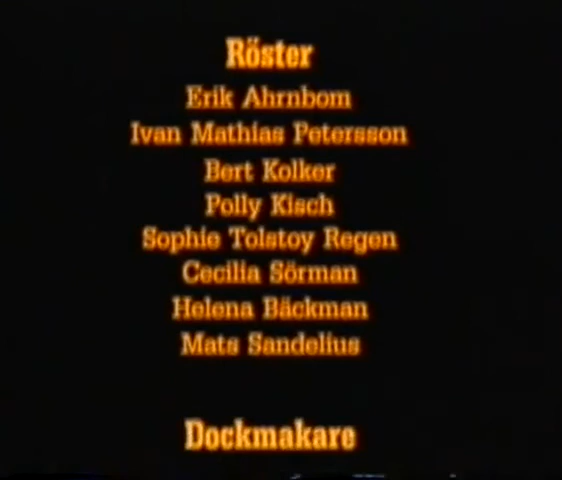 Röster
Erik Ahrnbom
Ivan Mathias Petersson
Bert Kolker
Polly Kisch
Sophie Tolstoy Regen
Cecilia Sörman
Helena Bäckman
Mats Sandelius
Dockmakare